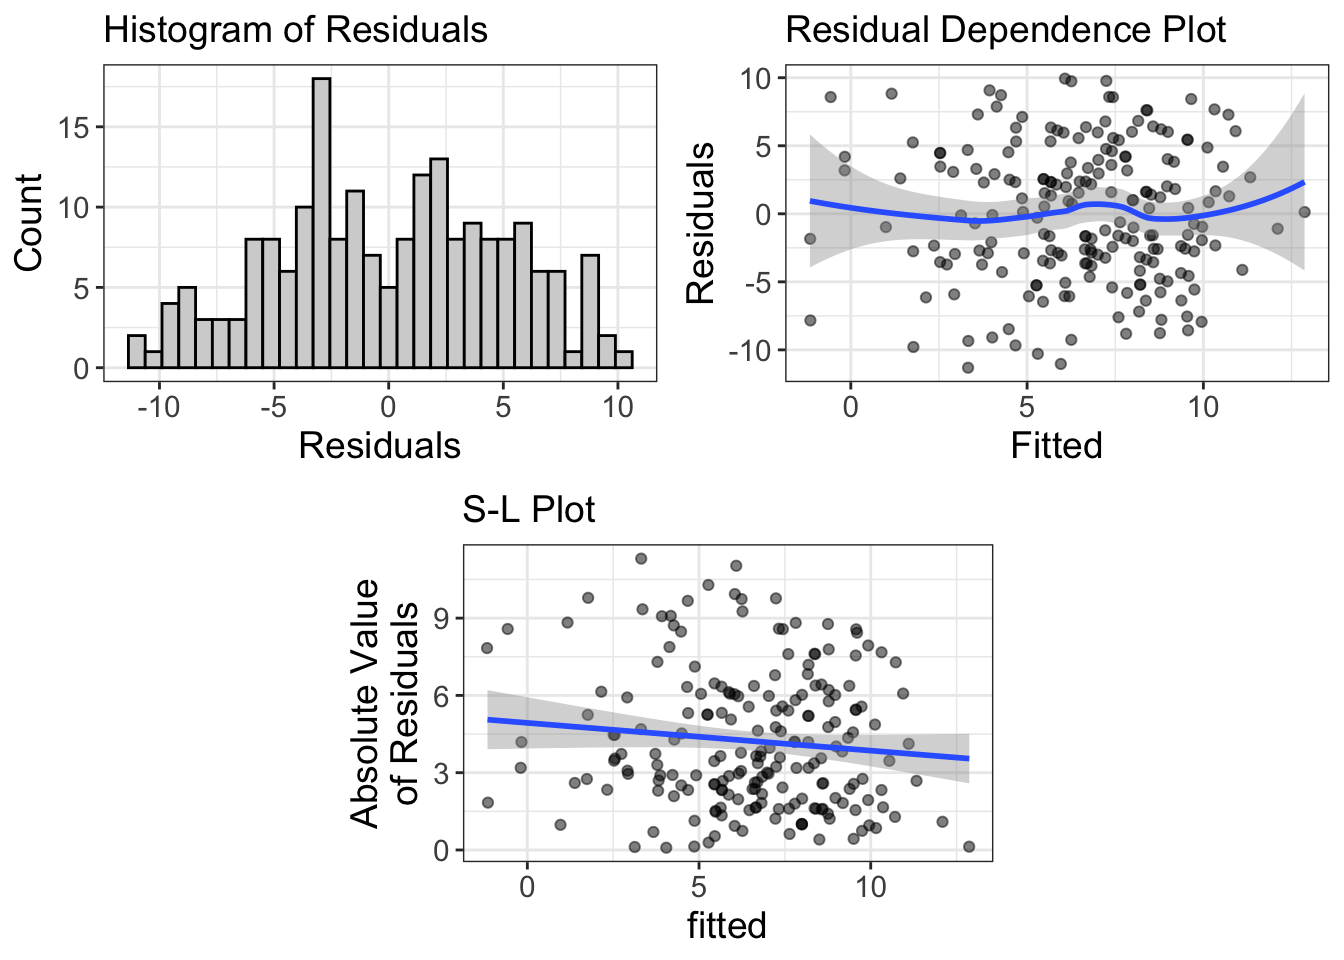 Histogram of Residuals
Count
15
10
5
0
-10 -5 0 5 10
Residuals
Residual Dependence Plot
Residuals
10
5
0
-5
-10
0 5 10
Fitted
S-L Plot
Absolute Value
of Residuals
9
6
3
0
0 5 10
fitted